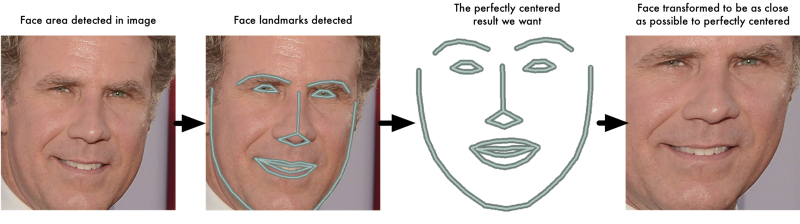 Face area detected in image
Face landmarks detected
The perfectly centered
result we want
Face transformed to be as close
as possible to perfectly centered